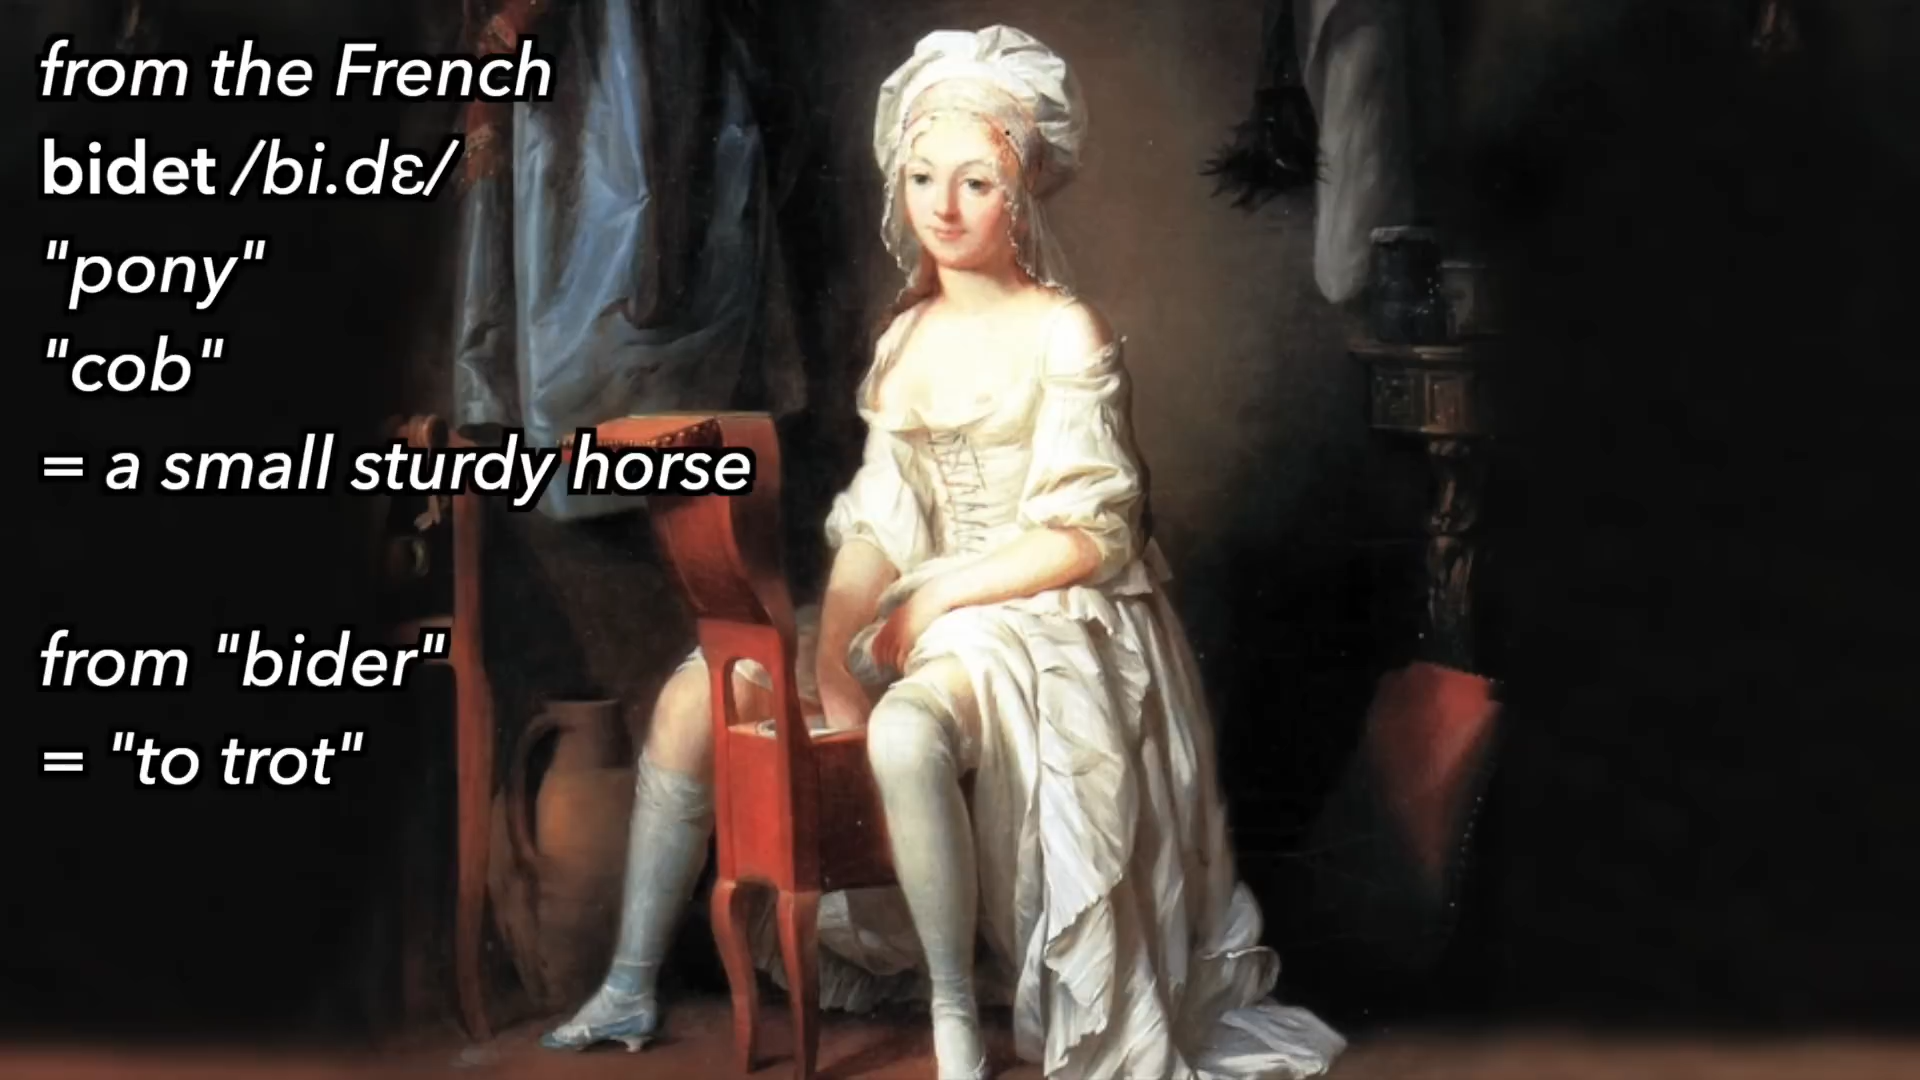 from the French
bidet /bi.dɛ/
"pony"
"cob"
= a small sturdy horse
from "bider"
= "to trot"